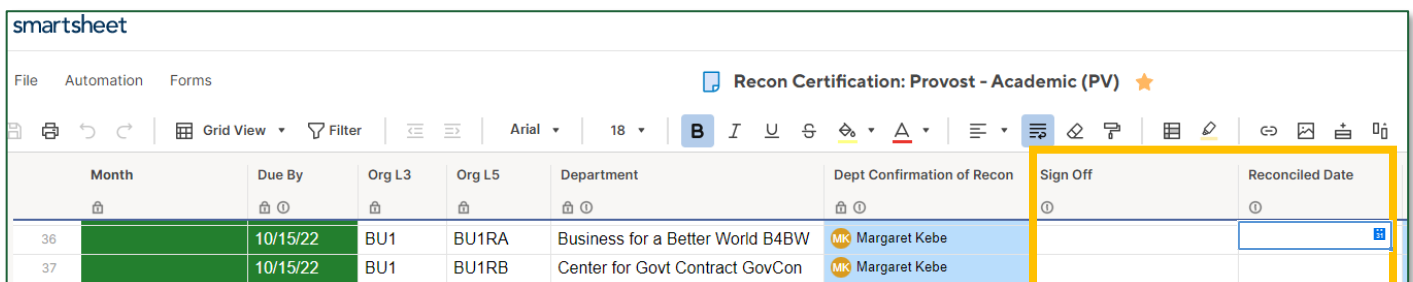 smartsheet
File Automation Forms Recon Certification: Provost - Academic (PV)
Grid View Filter Arial 18 B I U S A
Month Due By Org L3 Org L5 Department Dept Confirmation of Recon Sign Off Reconciled Date
36 10/15/22 BU1 BU1RA Business for a Better World B4BW MK Margaret Kebe 31
37 10/15/22 BU1 BU1RB Center for Govt Contract GovCon MK Margaret Kebe